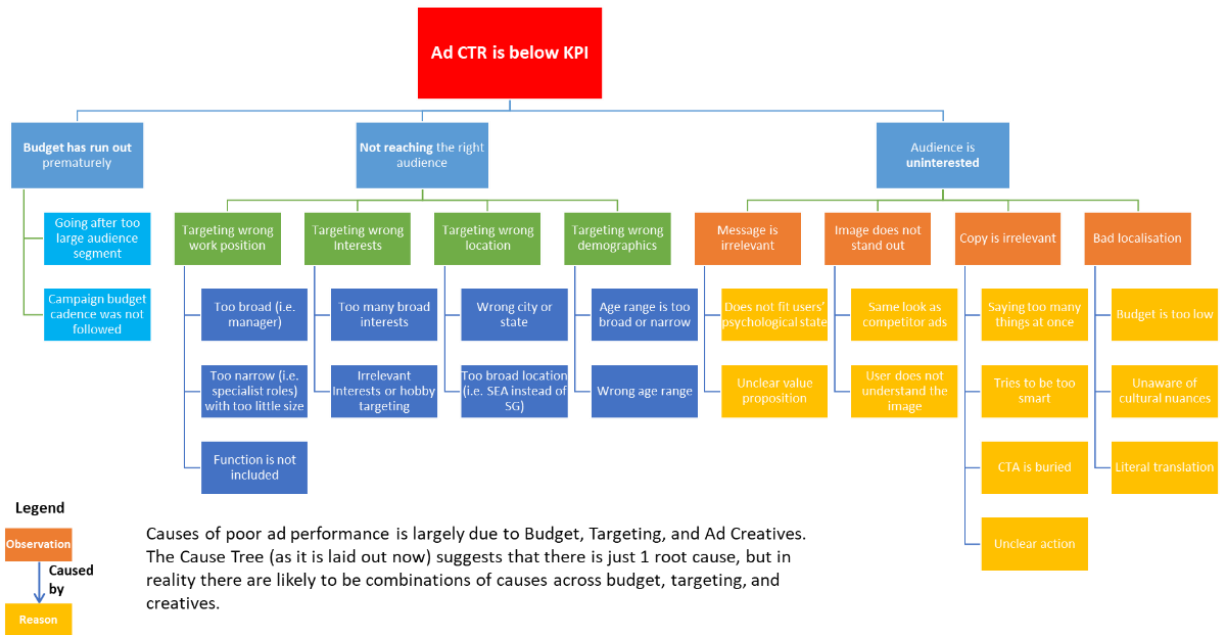 Ad CTR is below KPI
Budget has run out
prematurely
Not reaching the right
audience
Audience is
uninterested
Going after too
large audience
segment
Campaign budget
cadence was not
followed
Targeting wrong
work position
Targeting wrong
Interests
Targeting wrong
location
Targeting wrong
demographics
Message is
irrelevant
Image does not
stand out
Copy is irrelevant
Bad localisation
Too broad (i.e.
manager)
Too narrow (i.e.
specialist roles)
with too little size
Function is not
included
Too many broad
interests
Irrelevant
Interests or hobby
targeting
Wrong city or
state
Too broad location
(i.e. SEA instead of
SG)
Age range is too
broad or narrow
Wrong age range
Does not fit users'
psychological state
Unclear value
proposition
Same look as
competitor ads
User does not
understand the
image
Saying too many
things at once
Tries to be too
smart
CTA is buried
Unclear action
Budget is too low
Unaware of
cultural nuances
Literal translation
Legend
Observation
Caused
by
Reason
Causes of poor ad performance is largely due to Budget, Targeting, and Ad Creatives.
The Cause Tree (as it is laid out now) suggests that there is just 1 root cause, but in
reality there are likely to be combinations of causes across budget, targeting, and
creatives.